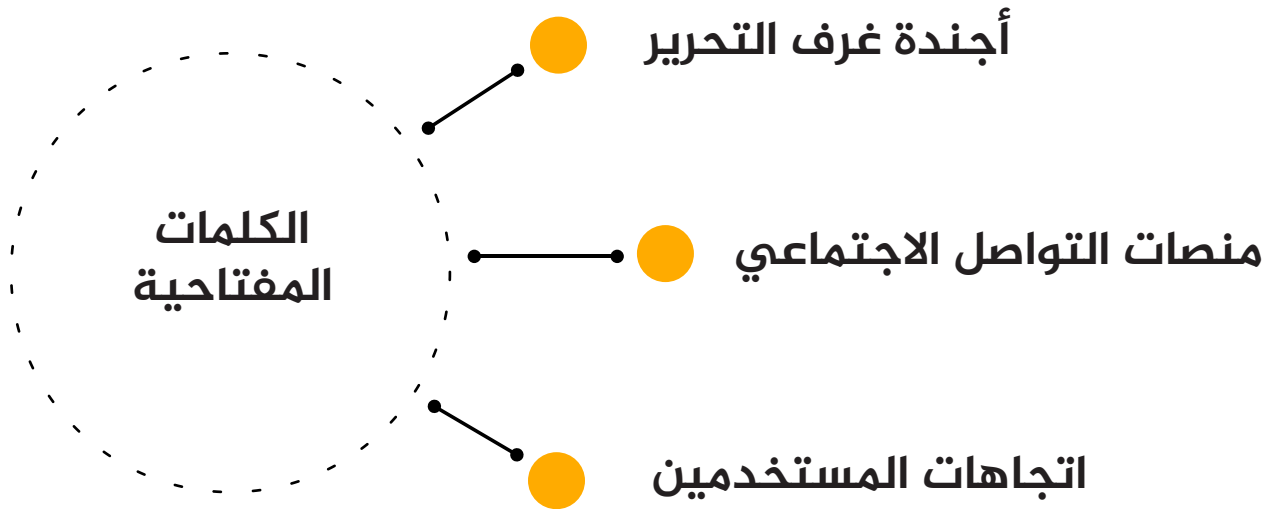 الكلمات
المفتاحية
أجندة غرف التحرير
منصات التواصل الاجتماعي
اتجاهات المستخدمين